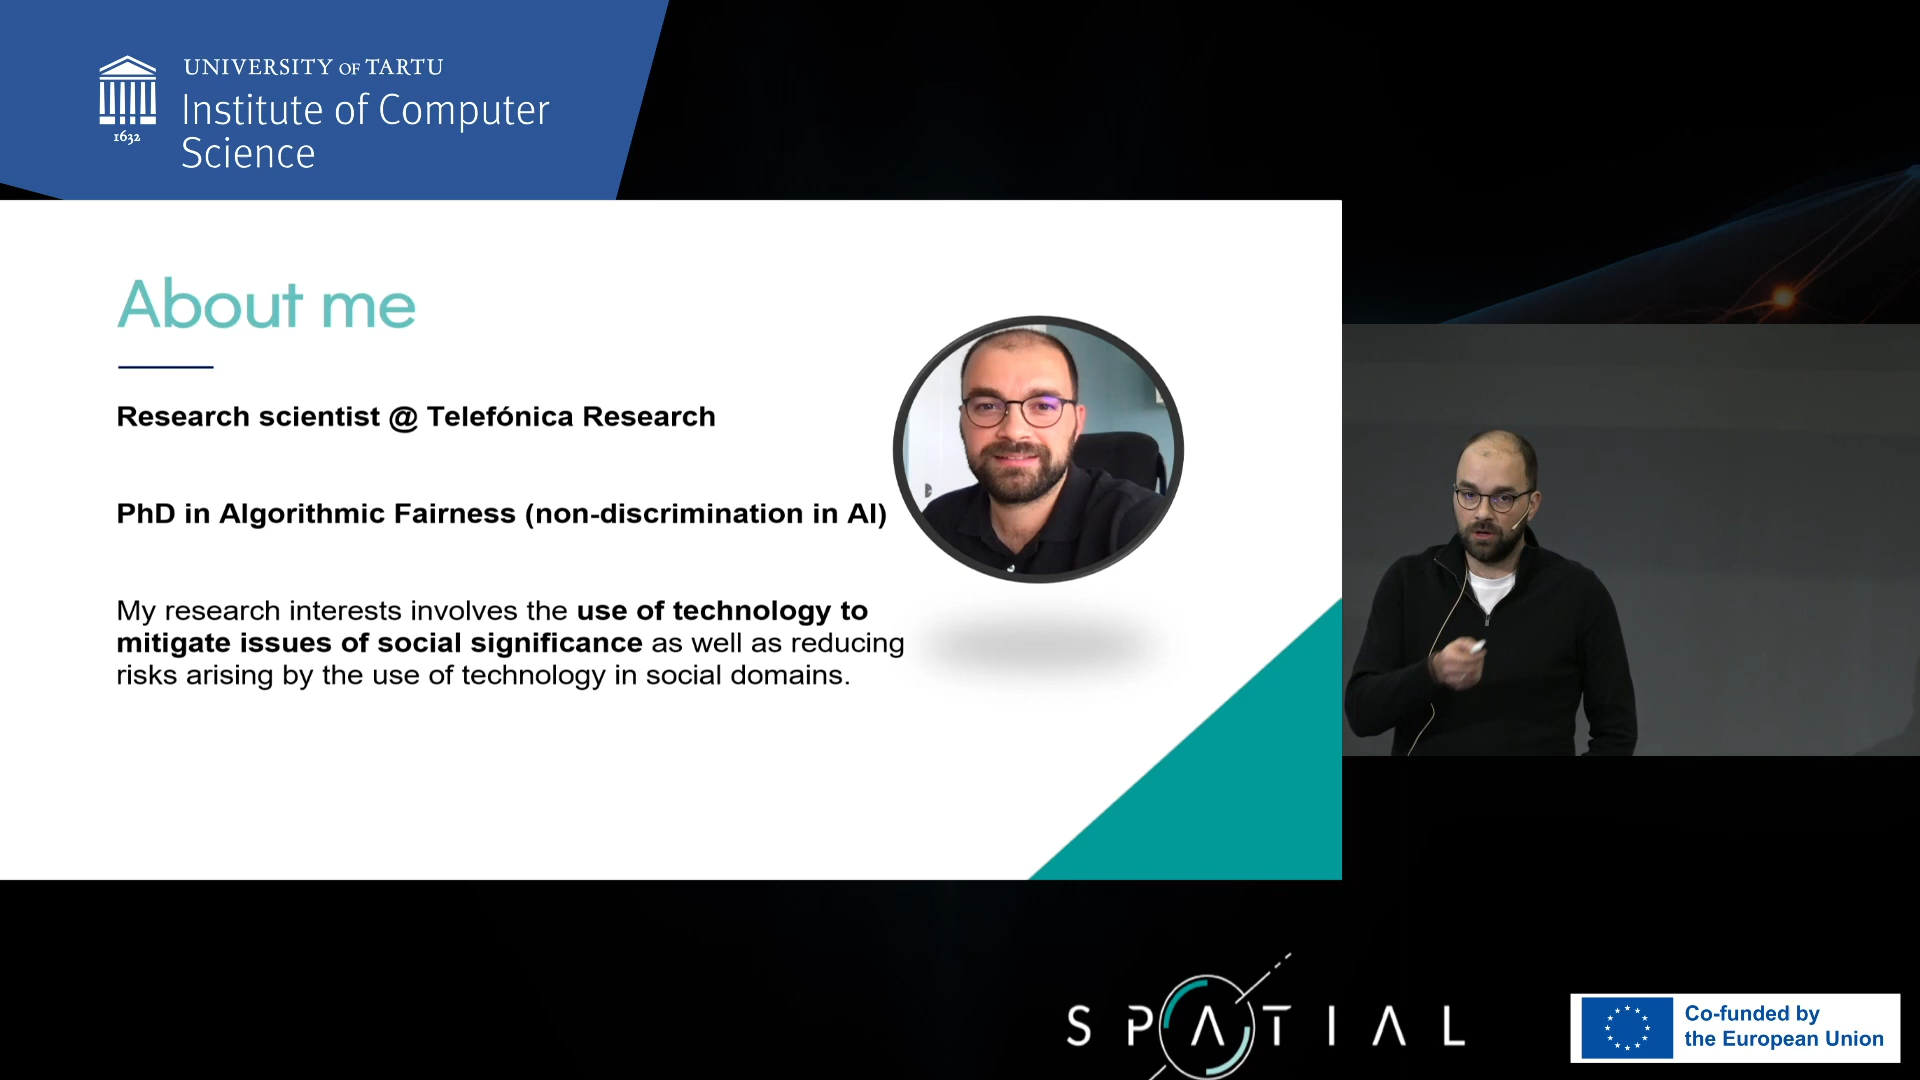 UNIVERSITY OF TARTU
Institute of Computer
Science
1632
About me
Research scientist @ Telefónica Research
PhD in Algorithmic Fairness (non-discrimination in AI)
My research interests involves the use of technology to
mitigate issues of social significance as well as reducing
risks arising by the use of technology in social domains.
SPATIAL
Co-funded by
the European Union